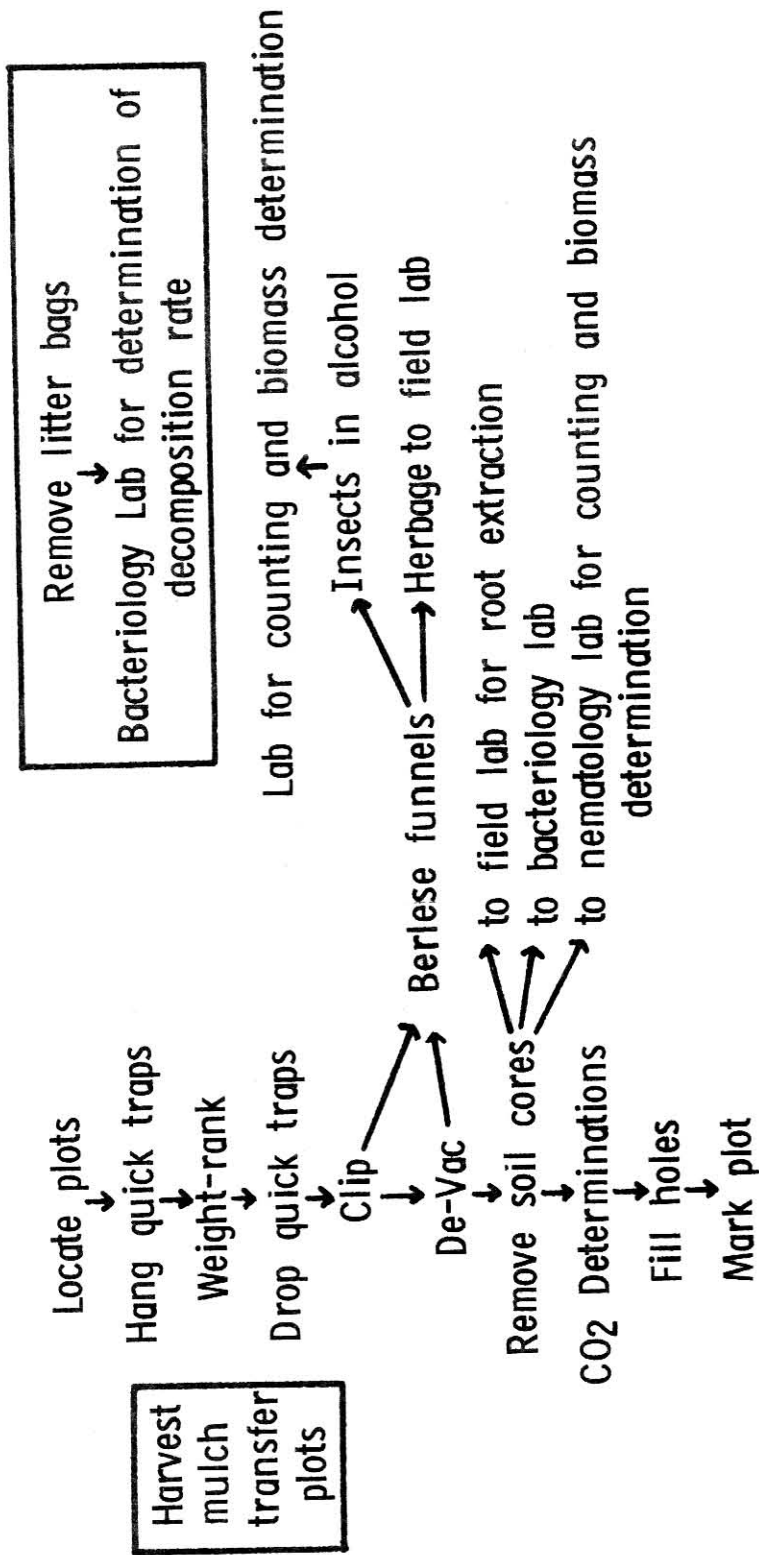 Harvest
mulch
transfer
plots
Locate plots
Hang quick traps
Weight-rank
Drop quick traps
Clip
De-Vac
Remove soil cores
CO2 Determinations
Fill holes
Mark plot
Berlese funnels
to field lab for root extraction
to bacteriology lab
to nematology lab for counting and biomass
determination
Remove litter bags
Bacteriology Lab for determination of
decomposition rate
Lab for counting and biomass determination
Insects in alcohol
Herbage to field lab